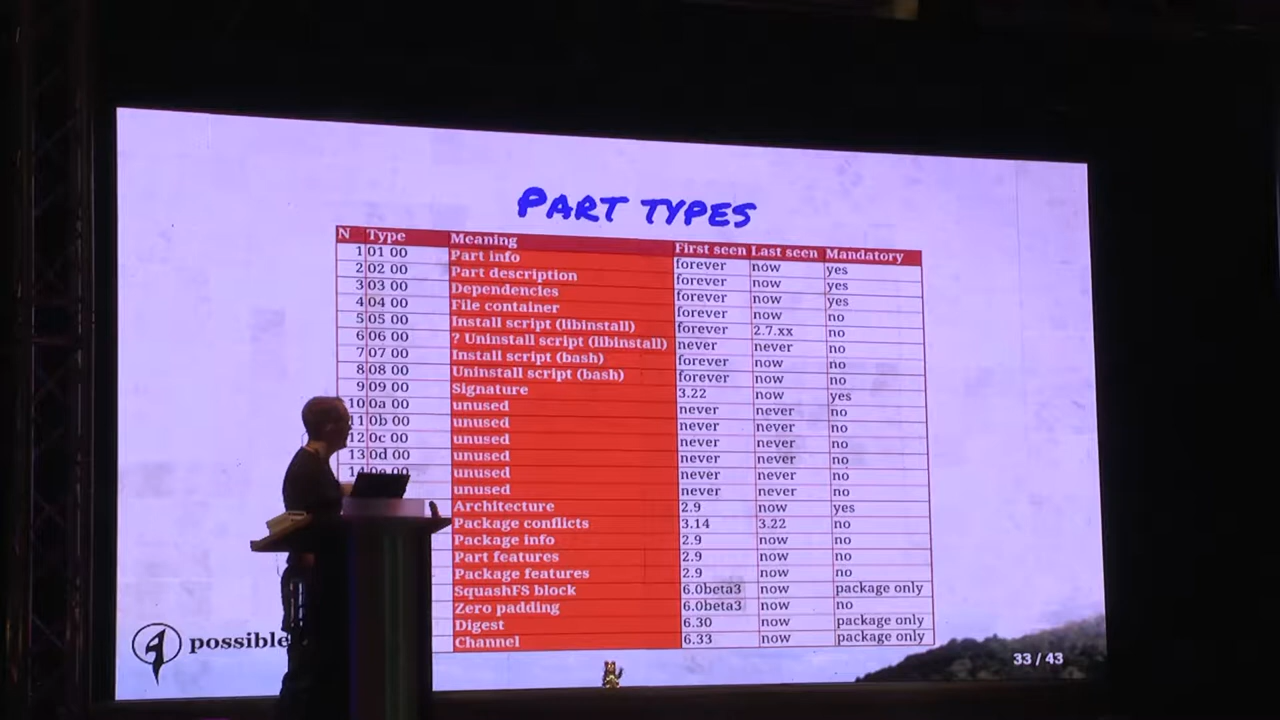 PART TYPES
N Type Meaning First seen Last seen Mandatory
1 01 00 Part info forever now yes
2 02 00 Part description forever now yes
3 03 00 Dependencies forever now yes
4 04 00 File container forever now no
5 05 00 Install script (libinstall) forever 2.7.xx no
6 06 00 ? Uninstall script (libinstall) never never no
7 07 00 Install script (bash) forever now no
8 08 00 Uninstall script (bash) forever now no
9 09 00 Signature 3.22 now yes
10 0a 00 unused never never no
11 0b 00 unused never never no
12 0c 00 unused never never no
13 0d 00 unused never never no
14 0e 00 unused never never no
unused never never no
Architecture 2.9 now yes
Package conflicts 3.14 3.22 no
Package info 2.9 now no
Part features 2.9 now no
Package features 2.9 now no
SquashFS block 6.0beta3 now package only
Zero padding 6.0beta3 now no
Digest 6.30 now package only
Channel 6.33 now package only
possible
33 / 43